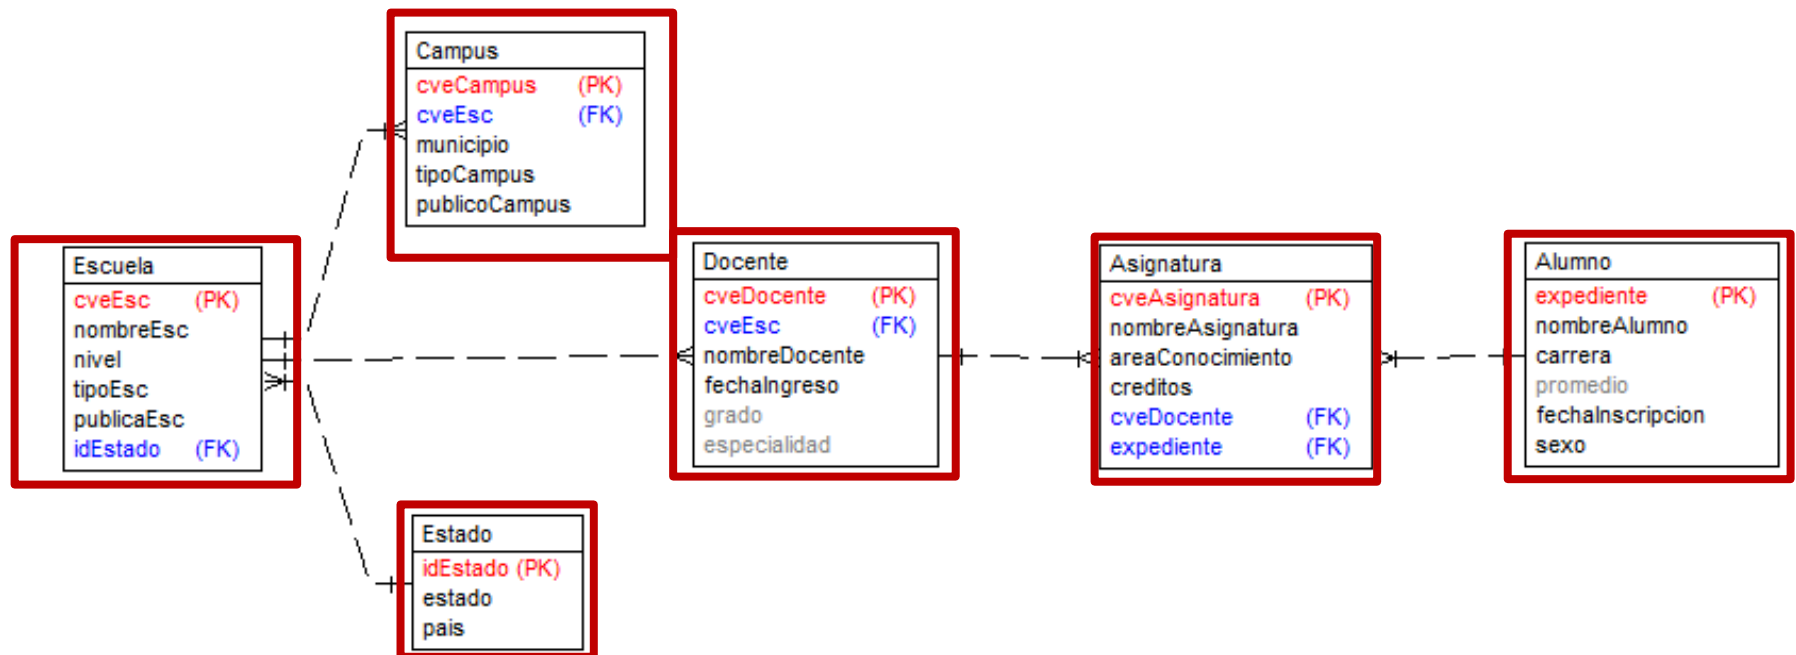 Campus
cveCampus (PK)
cveEsc (FK)
municipio
tipoCampus
publicoCampus
Escuela
cveEsc (PK)
nombreEsc
nivel
tipoEsc
publicaEsc
idEstado (FK)
Docente
cveDocente (PK)
cveEsc (FK)
nombreDocente
fechaIngreso
grado
especialidad
Asignatura
cveAsignatura (PK)
nombreAsignatura
areaConocimiento
creditos
cveDocente (FK)
expediente (FK)
Alumno
expediente (PK)
nombreAlumno
carrera
promedio
fechaInscripcion
sexo
Estado
idEstado (PK)
estado
pais